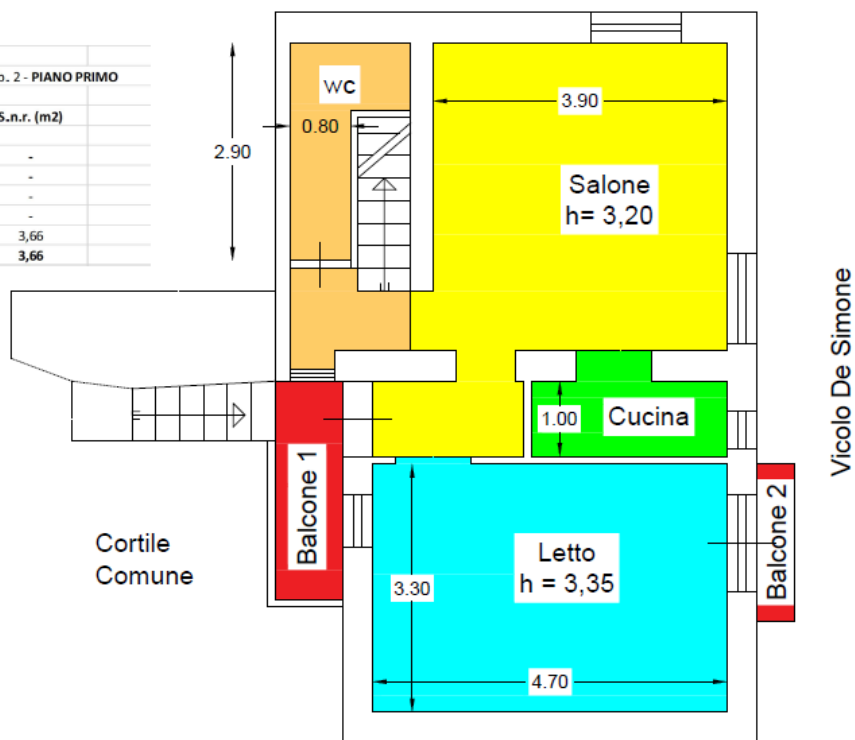 2 - PIANO PRIMO
S.n.r. (m2)
-
-
-
-
3,66
3,66
wc
0.80
2.90
3.90
Salone
h= 3,20
1.00
Cucina
Balcone 1
Cortile
Comune
Letto
h = 3,35
3.30
4.70
Balcone 2
Vicolo De Simone